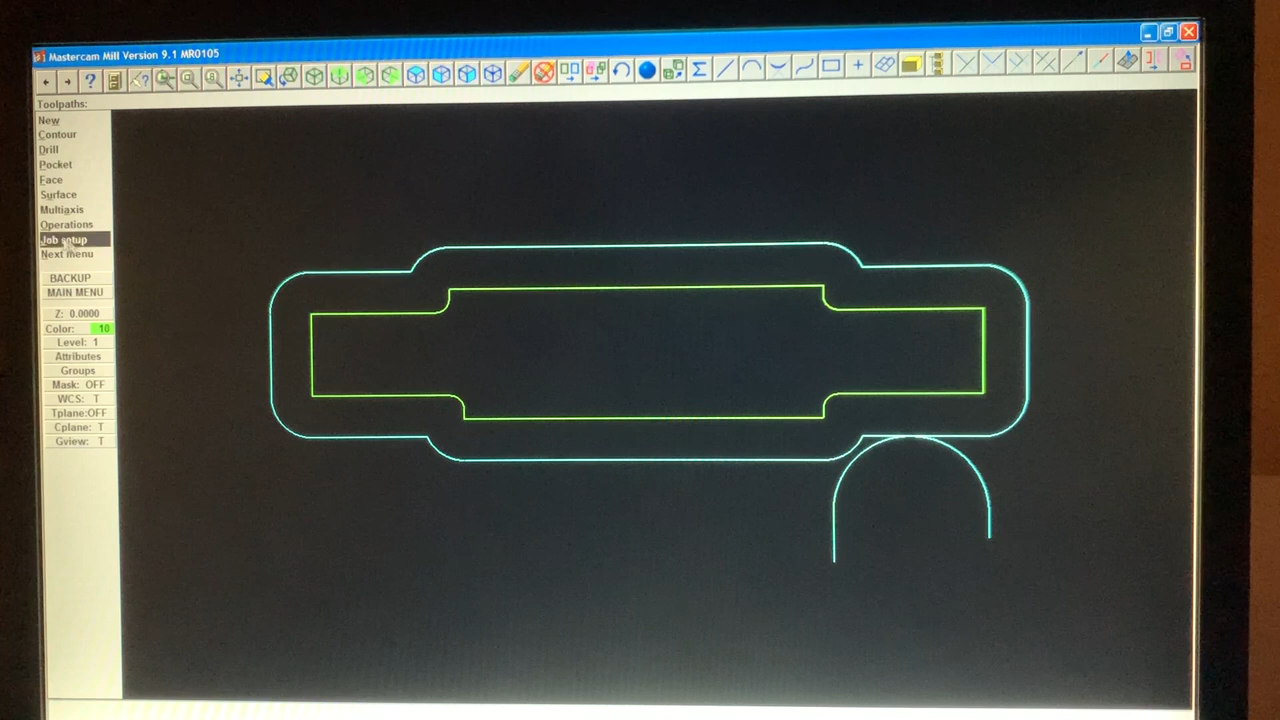 Mastercam Mill Version 9.1 MR0105
Toolpaths:
New
Contour
Drill
Pocket
Face
Surface
Multiaxis
Operations
Job setup
Next menu
BACKUP
MAIN MENU
Z: 0.0000
Color: 10
Level: 1
Attributes
Groups
Mask: OFF
WCS: T
Tplane:OFF
Cplane: T
Gview: T